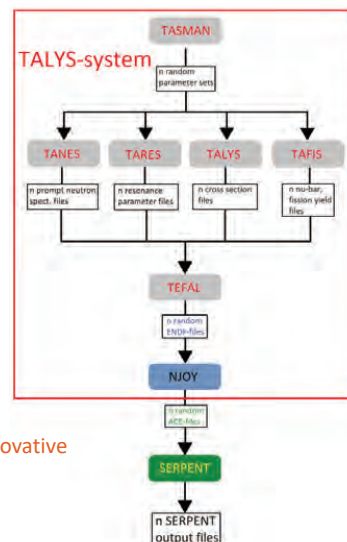 TASMAN
TALYS-system
n random
parameter sets
TANES
TARES
TALYS
TAFIS
n prompt neutron
spect. files
n resonance
parameter files
n cross section
files
n nu-bar,
fission yield
files
TEFAL
n random
ENDF-files
NJOY
n random
ACE-files
ovative
SERPENT
n SERPENT
output files